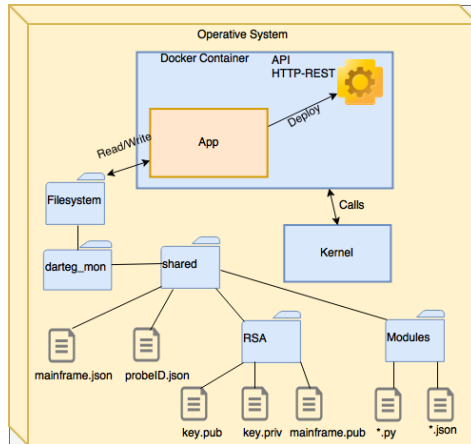 Operative System
Docker Container
API
HTTP-REST
App
Deploy
Read/Write
Filesystem
Calls
Kernel
darteg_mon
shared
mainframe.json
probeID.json
RSA
Modules
key.pub
key.priv
mainframe.pub
*.py
*.json